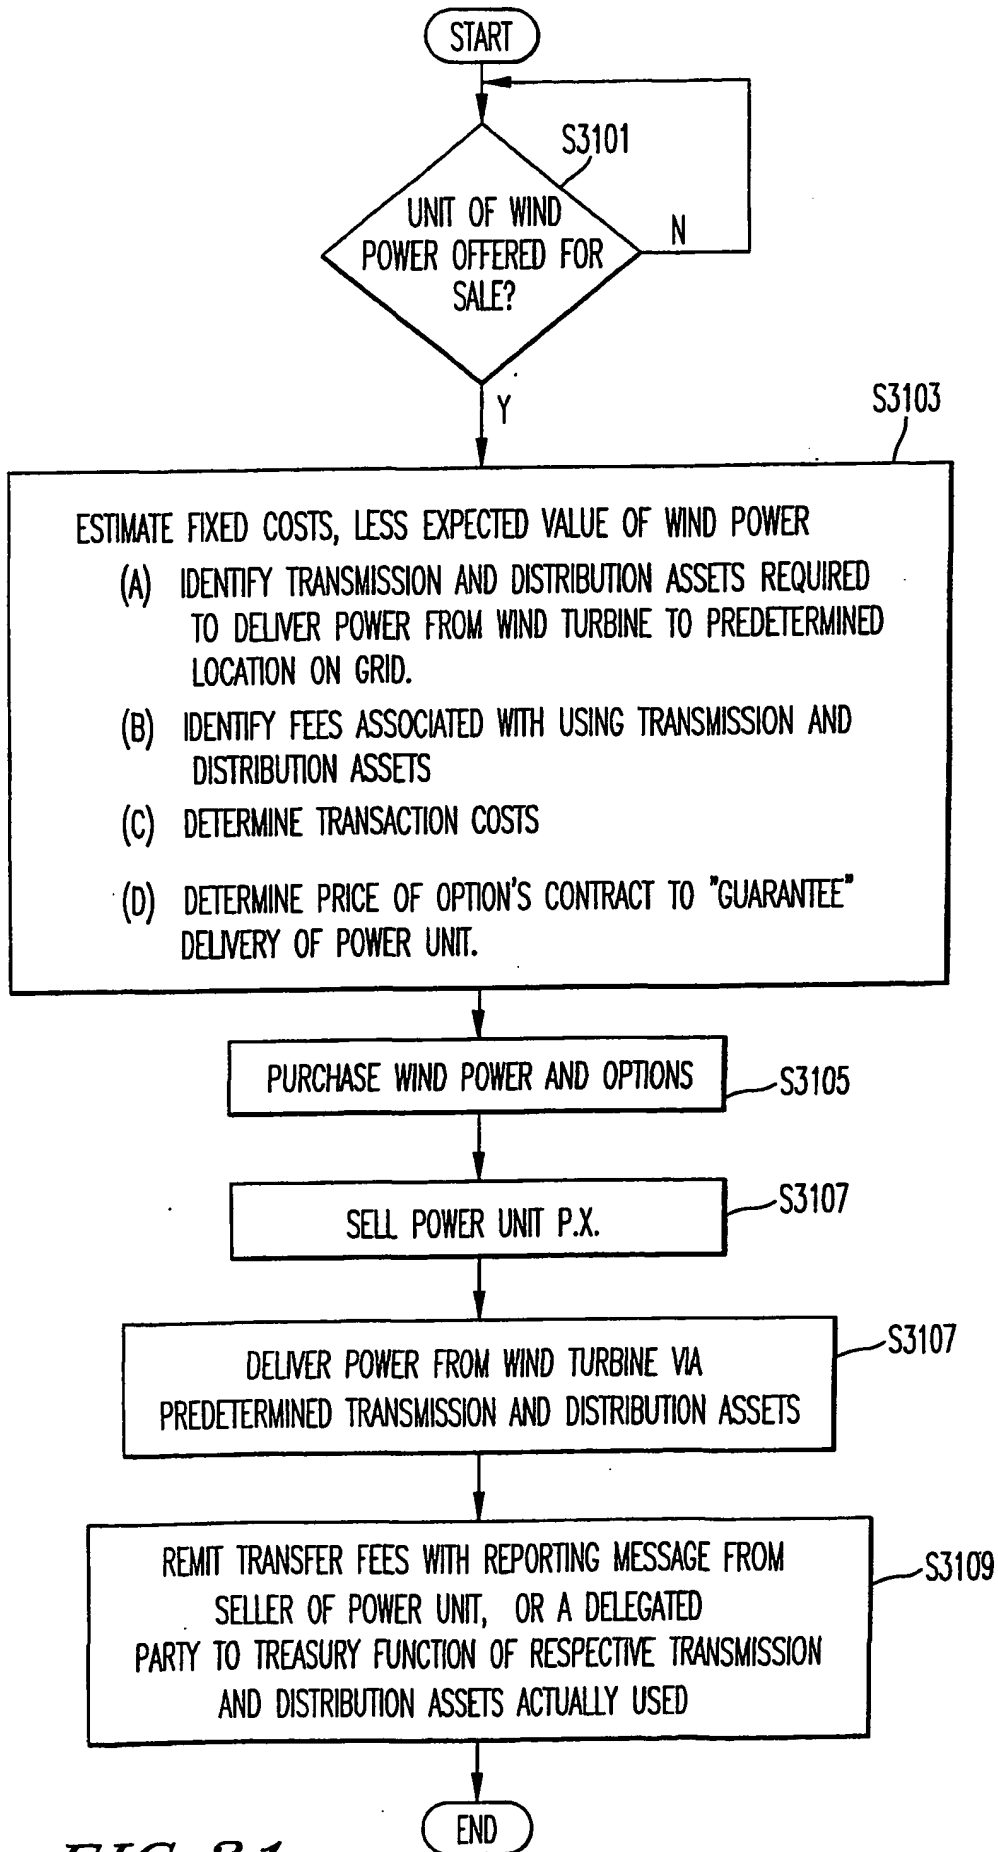 START
S3101
UNIT OF WIND
POWER OFFERED FOR
SALE?
N
Y
S3103
ESTIMATE FIXED COSTS, LESS EXPECTED VALUE OF WIND POWER
(A) IDENTIFY TRANSMISSION AND DISTRIBUTION ASSETS REQUIRED
TO DELIVER POWER FROM WIND TURBINE TO PREDETERMINED
LOCATION ON GRID.
(B) IDENTIFY FEES ASSOCIATED WITH USING TRANSMISSION AND
DISTRIBUTION ASSETS
(C) DETERMINE TRANSACTION COSTS
(D) DETERMINE PRICE OF OPTION'S CONTRACT TO "GUARANTEE"
DELIVERY OF POWER UNIT.
PURCHASE WIND POWER AND OPTIONS
S3105
SELL POWER UNIT P.X.
S3107
DELIVER POWER FROM WIND TURBINE VIA
PREDETERMINED TRANSMISSION AND DISTRIBUTION ASSETS
S3107
REMIT TRANSFER FEES WITH REPORTING MESSAGE FROM
SELLER OF POWER UNIT, OR A DELEGATED
PARTY TO TREASURY FUNCTION OF RESPECTIVE TRANSMISSION
AND DISTRIBUTION ASSETS ACTUALLY USED
S3109
END